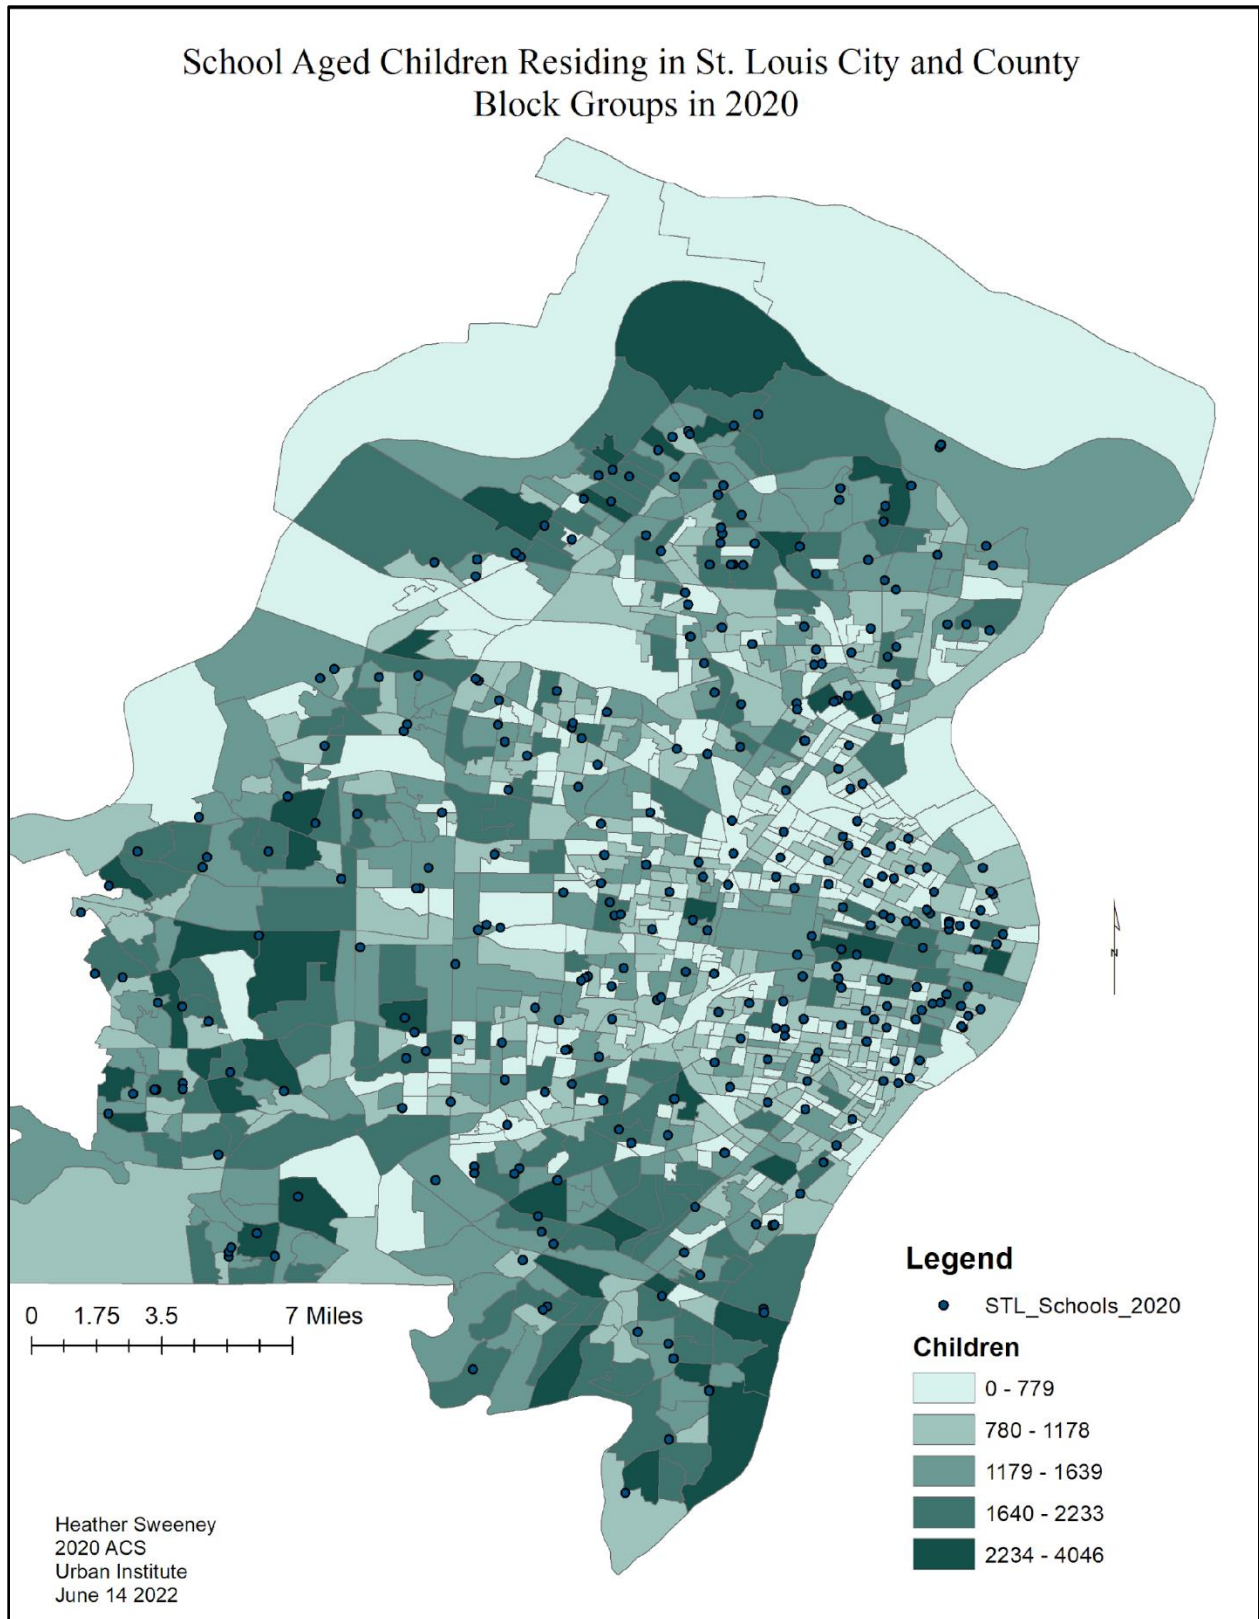 School Aged Children Residing in St. Louis City and County
Block Groups in 2020
N
Legend
STL_Schools_2020
Children
0 - 779
780 - 1178
1179 - 1639
1640 - 2233
2234 - 4046
0 1.75 3.5 7 Miles
Heather Sweeney
2020 ACS
Urban Institute
June 14 2022